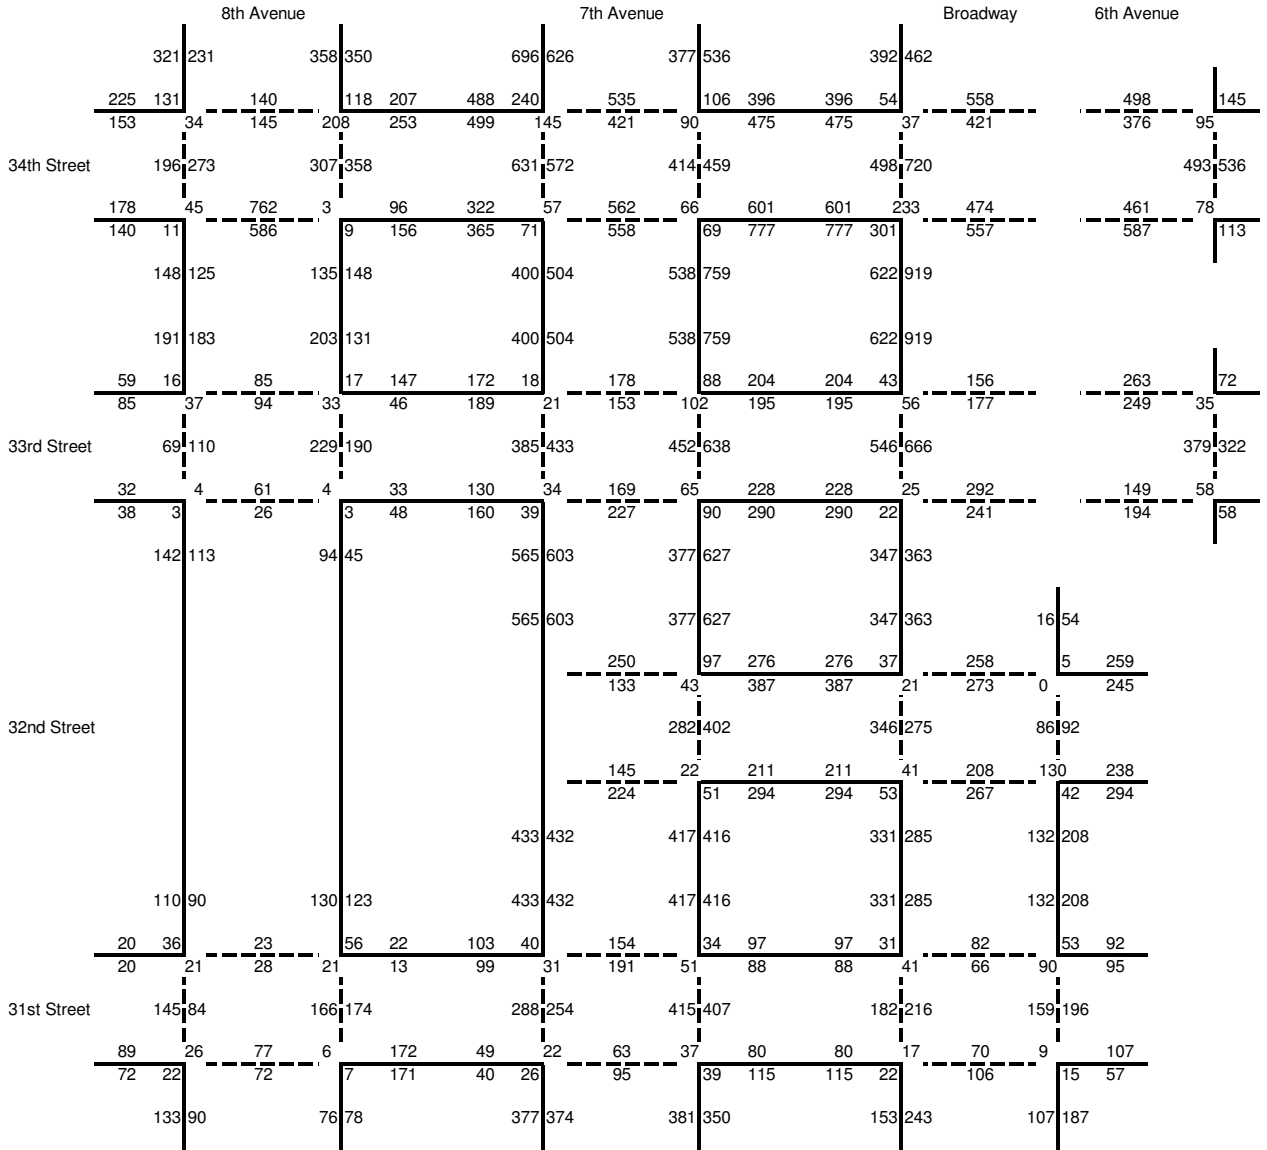 8th Avenue 7th Avenue Broadway 6th Avenue
321 231 358 350 696 626 377 536 392 462
225 131 140 118 207 488 240 535 106 396 396 54 558 498 145
153 34 145 208 253 499 145 421 90 475 475 37 421 376 95
34th Street 196 273 307 358 631 572 414 459 498 720 493 536
178 45 762 3 96 322 57 562 66 601 601 233 474 461 78
140 11 586 9 156 365 71 558 69 777 777 301 557 587 113
148 125 135 148 400 504 538 759 622 919
191 183 203 131 400 504 538 759 622 919
59 16 85 17 147 172 18 178 88 204 204 43 156 263 72
85 37 94 33 46 189 21 153 102 195 195 56 177 249 35
33rd Street 69 110 229 190 385 433 452 638 546 666 379 322
32 4 61 4 33 130 34 169 65 228 228 25 292 149 58
38 3 26 3 48 160 39 227 90 290 290 22 241 194 58
142 113 94 45 565 603 377 627 347 363
565 603 377 627 347 363 16 54
250 97 276 276 37 258 5 259
133 43 387 387 21 273 0 245
32nd Street 282 402 346 275 86 92
145 22 211 211 41 208 130 238
224 51 294 294 53 267 42 294
433 432 417 416 331 285 132 208
110 90 130 123 433 432 417 416 331 285 132 208
20 36 23 56 22 103 40 154 34 97 97 31 82 53 92
20 21 28 21 13 99 31 191 51 88 88 41 66 90 95
31st Street 145 84 166 174 288 254 415 407 182 216 159 196
89 26 77 6 172 49 22 63 37 80 80 17 70 9 107
72 22 72 7 171 40 26 95 39 115 115 22 106 15 57
133 90 76 78 377 374 381 350 153 243 107 187